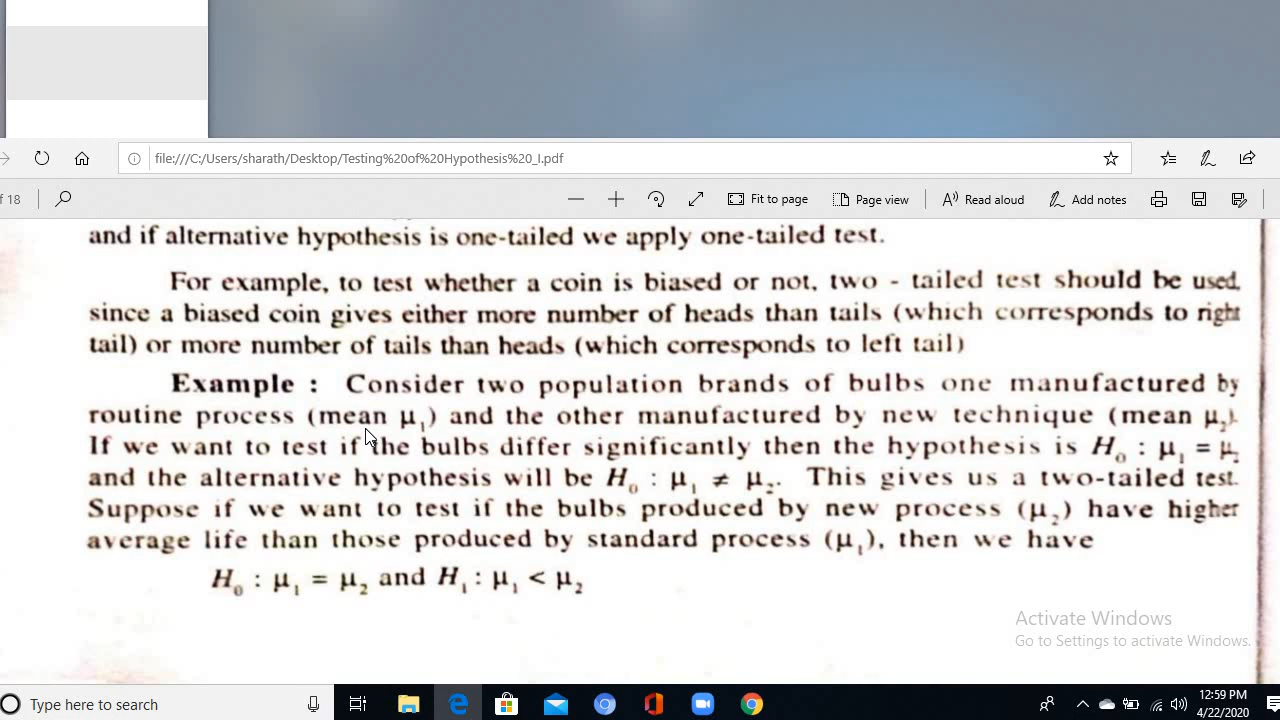 file:///C:/Users/sharath/Desktop/Testing%20of%20Hypothesis%20_I.pdf
f 18
Fit to page
Page view
Read aloud
Add notes
and if alternative hypothesis is one-tailed we apply one-tailed test.
For example, to test whether a coin is biased or not, two - tailed test should be used,
since a biased coin gives either more number of heads than tails (which corresponds to right
tail) or more number of tails than heads (which corresponds to left tail)
Example : Consider two population brands of bulbs one manufactured by
routine process (mean μ₁) and the other manufactured by new technique (mean μ₂).
If we want to test if the bulbs differ significantly then the hypothesis is H₀ : μ₁ = μ₂
and the alternative hypothesis will be H₀ : μ₁ ≠ μ₂. This gives us a two-tailed test.
Suppose if we want to test if the bulbs produced by new process (μ₂) have higher
average life than those produced by standard process (μ₁), then we have
H₀ : μ₁ = μ₂ and H₁ : μ₁ < μ₂
Activate Windows
Go to Settings to activate Windows.
Type here to search
12:59 PM
4/22/2020